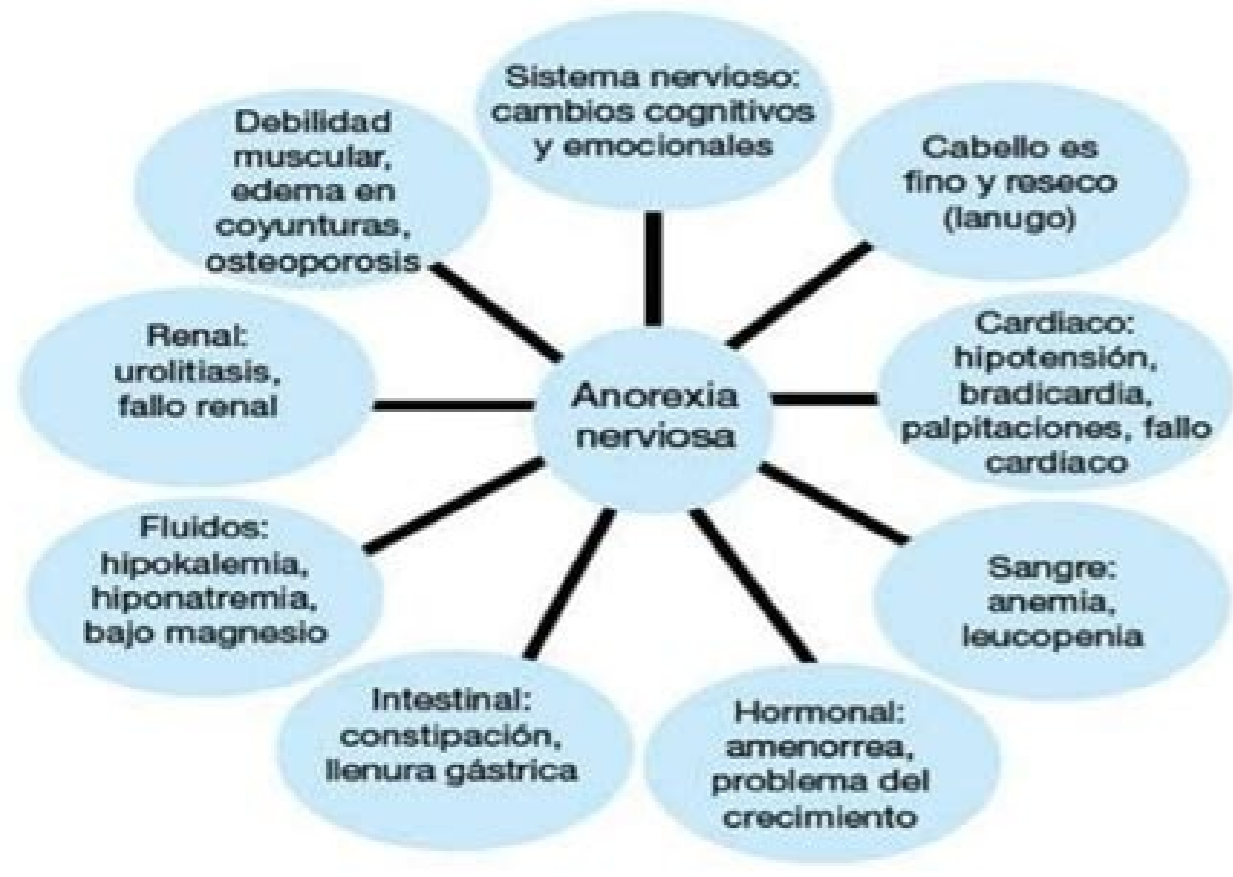 Sistema nervioso:
cambios cognitivos
y emocionales
Cabello es
fino y reseco
(lanugo)
Cardiaco:
hipotensión,
bradicardia,
palpitaciones, fallo
cardiaco
Sangre:
anemia,
leucopenia
Hormonal:
amenorrea,
problema del
crecimiento
Intestinal:
constipación,
llenura gástrica
Fluidos:
hipokalemia,
hiponatremia,
bajo magnesio
Renal:
urolitiasis,
fallo renal
Debilidad
muscular,
edema en
coyunturas,
osteoporosis
Anorexia
nerviosa